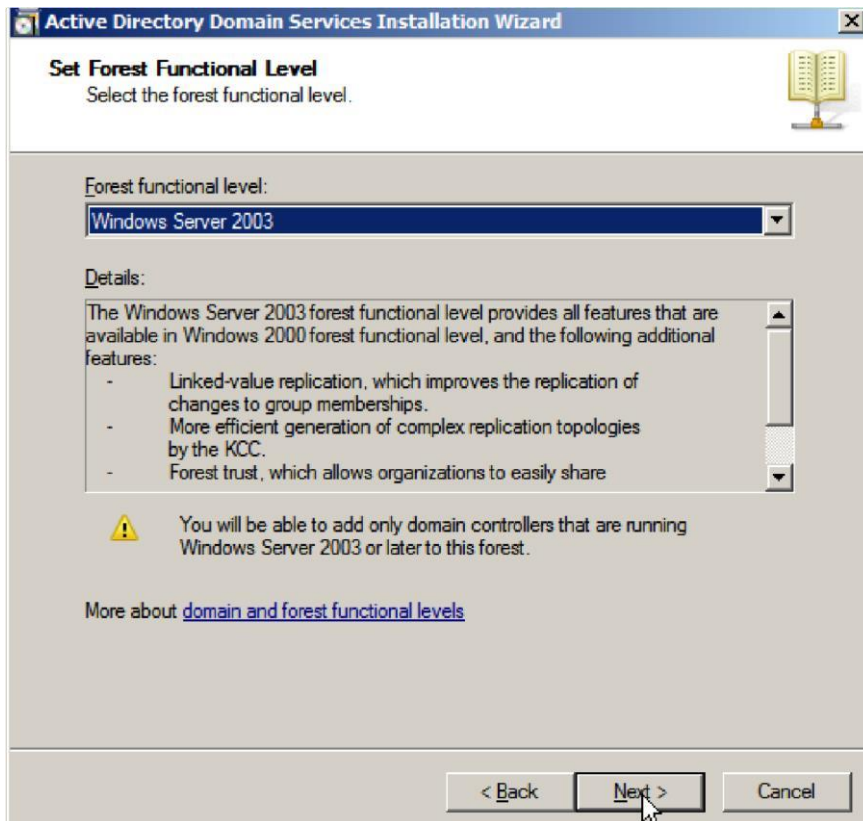 Active Directory Domain Services Installation Wizard
Set Forest Functional Level
Select the forest functional level.
Forest functional level:
Windows Server 2003
Details:
The Windows Server 2003 forest functional level provides all features that are
available in Windows 2000 forest functional level, and the following additional
features:
- Linked-value replication, which improves the replication of
changes to group memberships.
- More efficient generation of complex replication topologies
by the KCC.
- Forest trust, which allows organizations to easily share
You will be able to add only domain controllers that are running
Windows Server 2003 or later to this forest.
More about domain and forest functional levels
< Back Next > Cancel